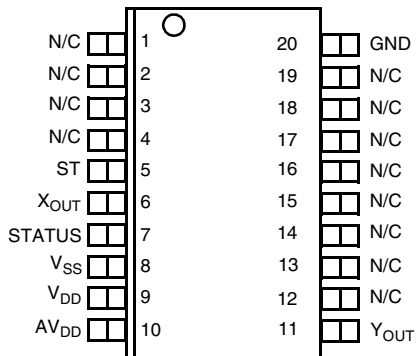 N/C 1 20 GND
N/C 2 19 N/C
N/C 3 18 N/C
N/C 4 17 N/C
ST 5 16 N/C
XOUT 6 15 N/C
STATUS 7 14 N/C
VSS 8 13 N/C
VDD 9 12 N/C
AVDD 10 11 YOUT